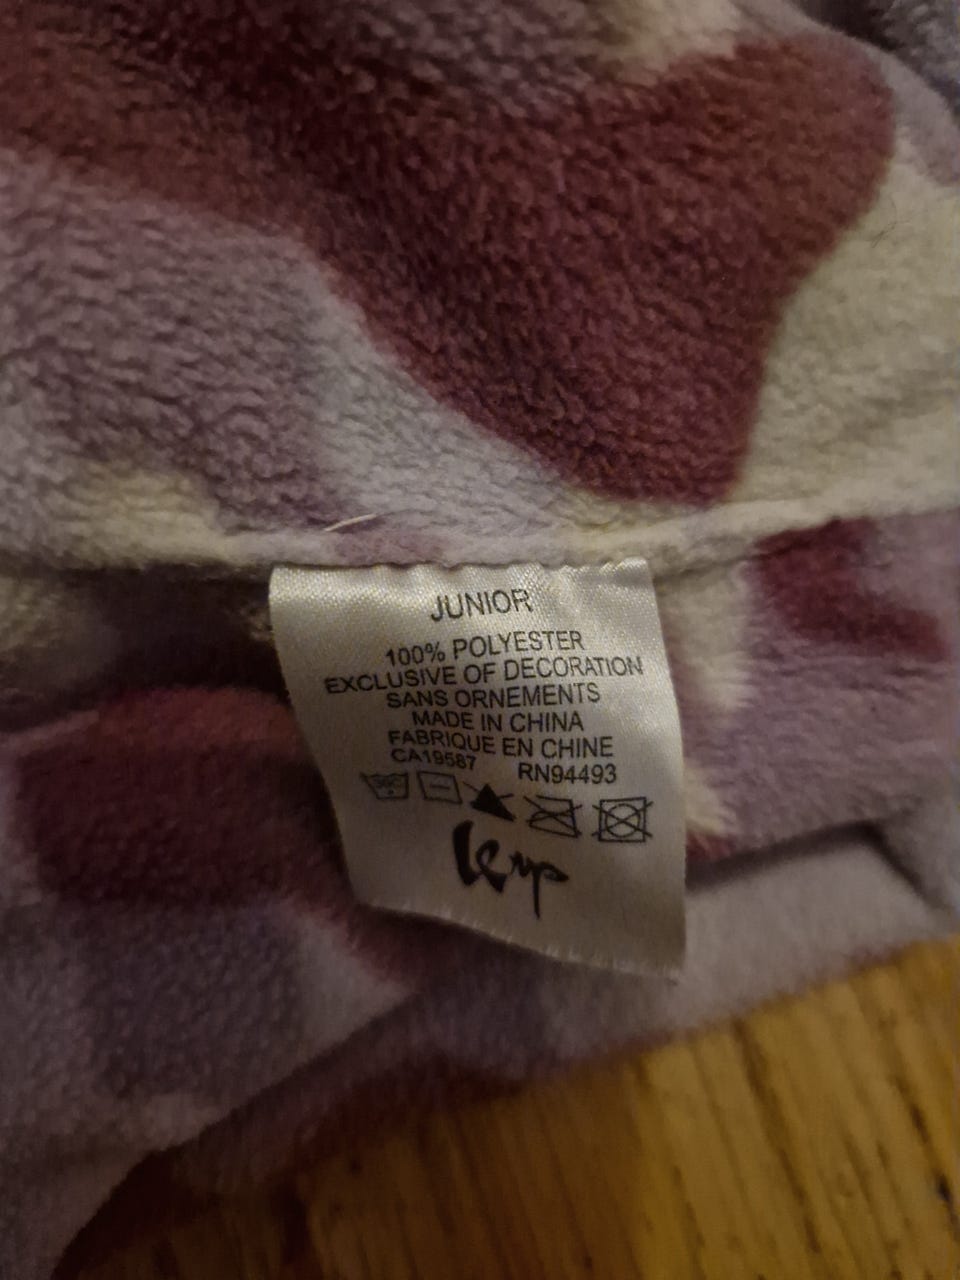 JUNIOR
100% POLYESTER
EXCLUSIVE OF DECORATION
SANS ORNEMENTS
MADE IN CHINA
FABRIQUE EN CHINE
CA19587 RN94493